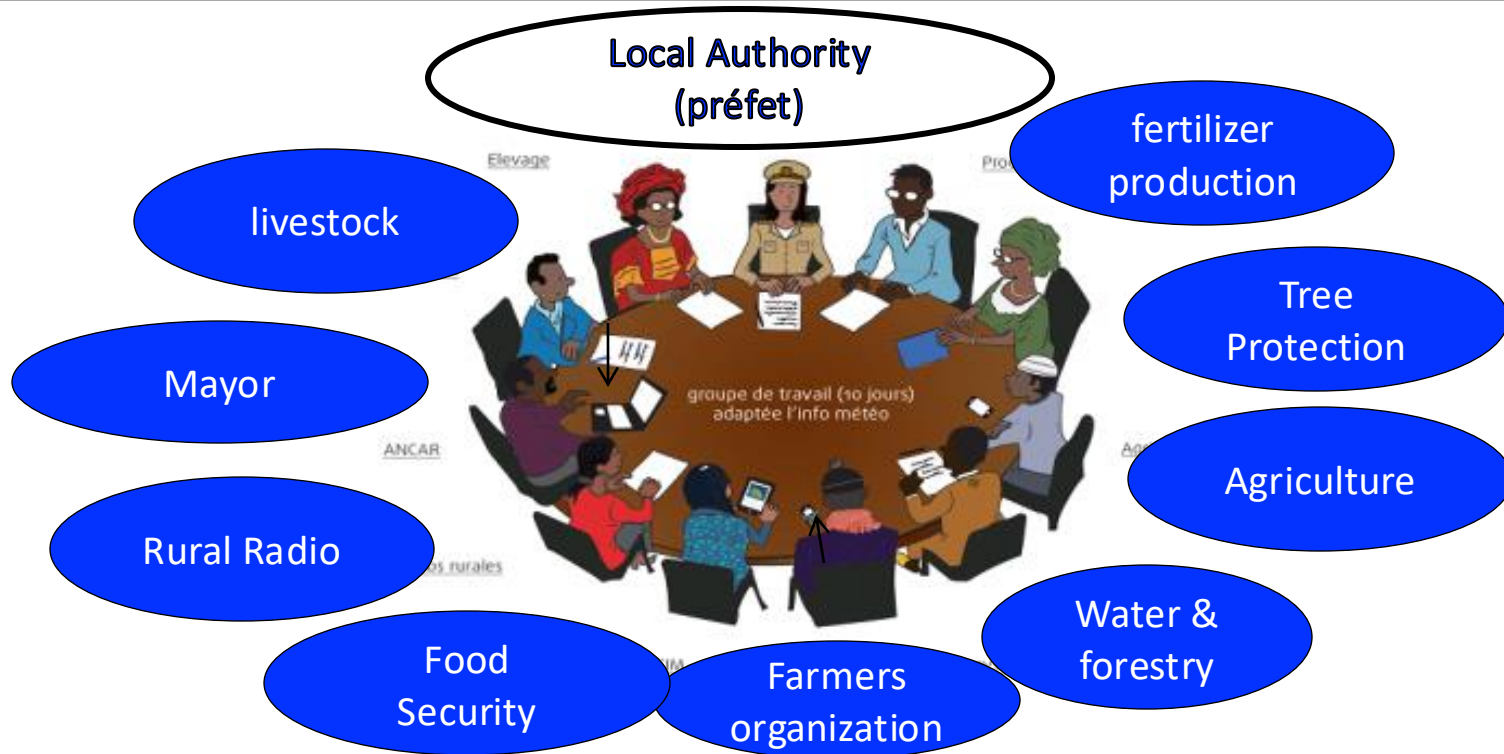 Local Authority
(préfet)
fertilizer
production
Elevage
livestock
Tree
Protection
Mayor
groupe de travail (10 jours)
adaptée l'info météo
ANCAR
Agriculture
Rural Radio
rurales
Water &
forestry
Food
Security
Farmers
organization